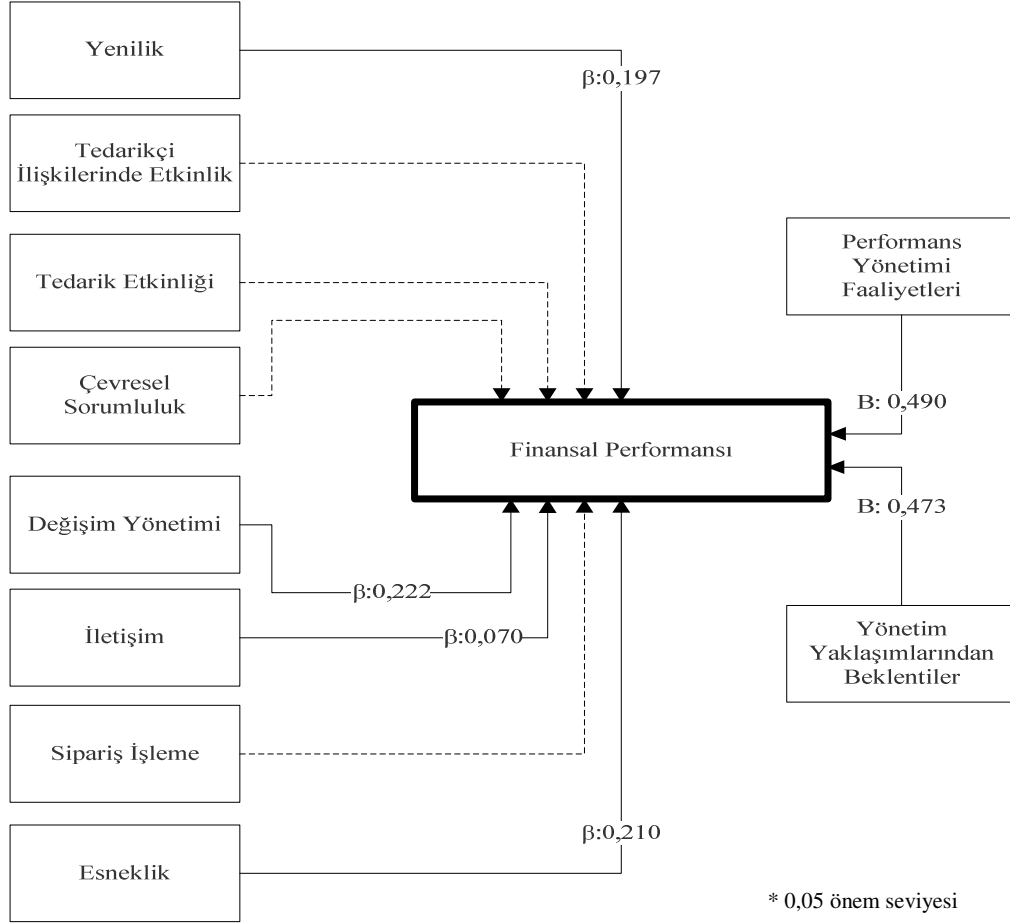 Yenilik
β:0,197
Tedarikçi
İlişkilerinde Etkinlik
Tedarik Etkinliği
Çevresel
Sorumluluk
Performans
Yönetimi
Faaliyetleri
B: 0,490
Finansal Performansı
B: 0,473
Değişim Yönetimi
β:0,222
İletişim
β:0,070
Yönetim
Yaklaşımlarından
Beklentiler
Sipariş İşleme
β:0,210
Esneklik
* 0,05 önem seviyesi